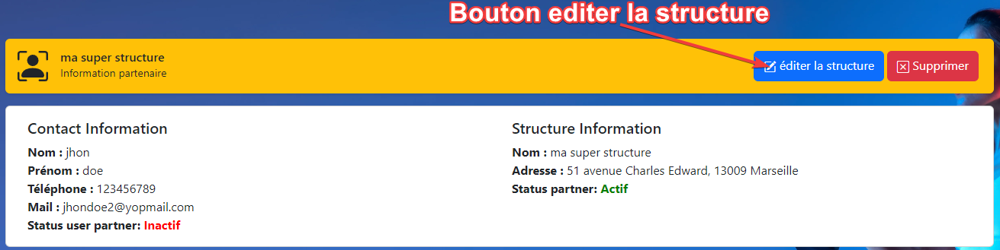 Bouton editer la structure
ma super structure
Information partenaire
éditer la structure
Supprimer
Contact Information
Nom : jhon
Prénom : doe
Téléphone : 123456789
Mail : jhondoe2@yopmail.com
Status user partner: Inactif
Structure Information
Nom : ma super structure
Adresse : 51 avenue Charles Edward, 13009 Marseille
Status partner: Actif